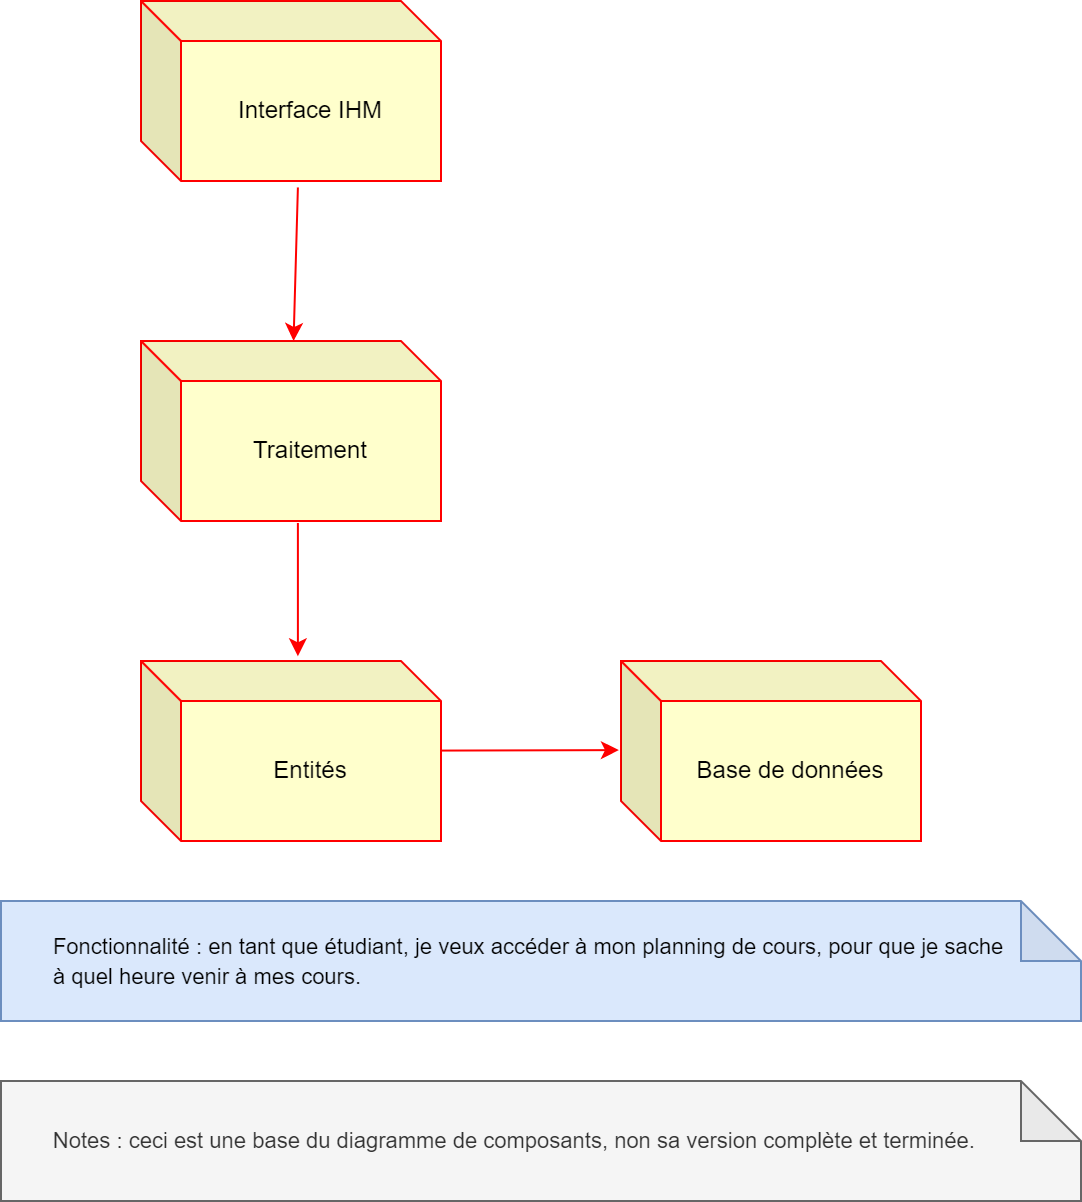 Interface IHM
Traitement
Entités
Base de données
Fonctionnalité : en tant que étudiant, je veux accéder à mon planning de cours, pour que je sache
à quel heure venir à mes cours.
Notes : ceci est une base du diagramme de composants, non sa version complète et terminée.